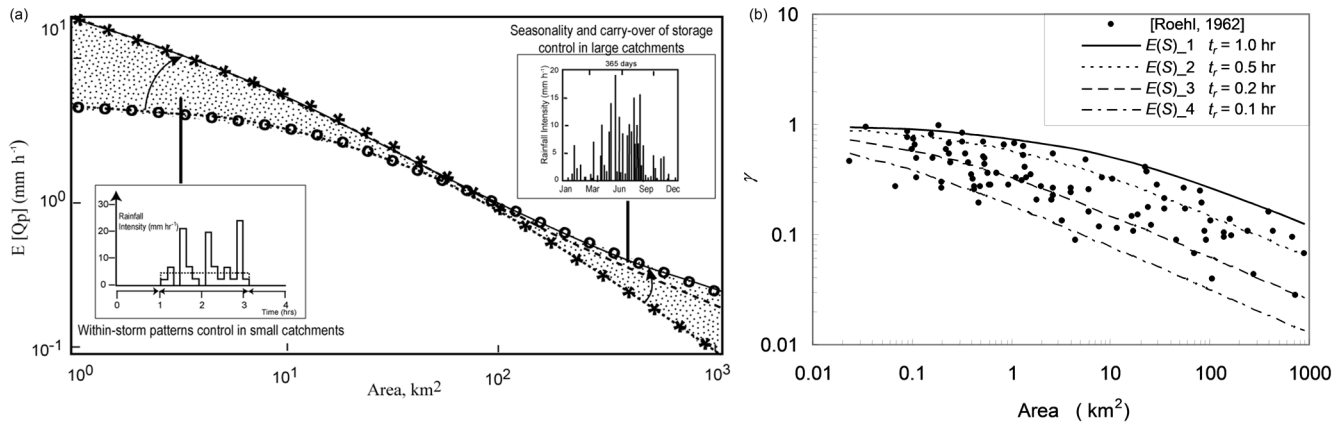 (a)
10¹
10⁰
10⁻¹
E [Qp] (mm h⁻¹)
Seasonality and carry-over of storage
control in large catchments
365 days
Rainfall Intensity (mm h⁻¹)
20
15
10
5
0
Jan Mar Jun Sep Dec
Rainfall
Intensity (mm hr⁻¹)
30
20
10
0
0 1 2 3 4
Time (hrs)
Within-storm patterns control in small catchments
10⁰ 10¹ 10² 10³
Area, km²
(b)
10
1
0.1
0.01
γ
[Roehl, 1962]
E(S)_1 tᵣ = 1.0 hr
E(S)_2 tᵣ = 0.5 hr
E(S)_3 tᵣ = 0.2 hr
E(S)_4 tᵣ = 0.1 hr
0.01 0.1 1 10 100 1000
Area ( km²)